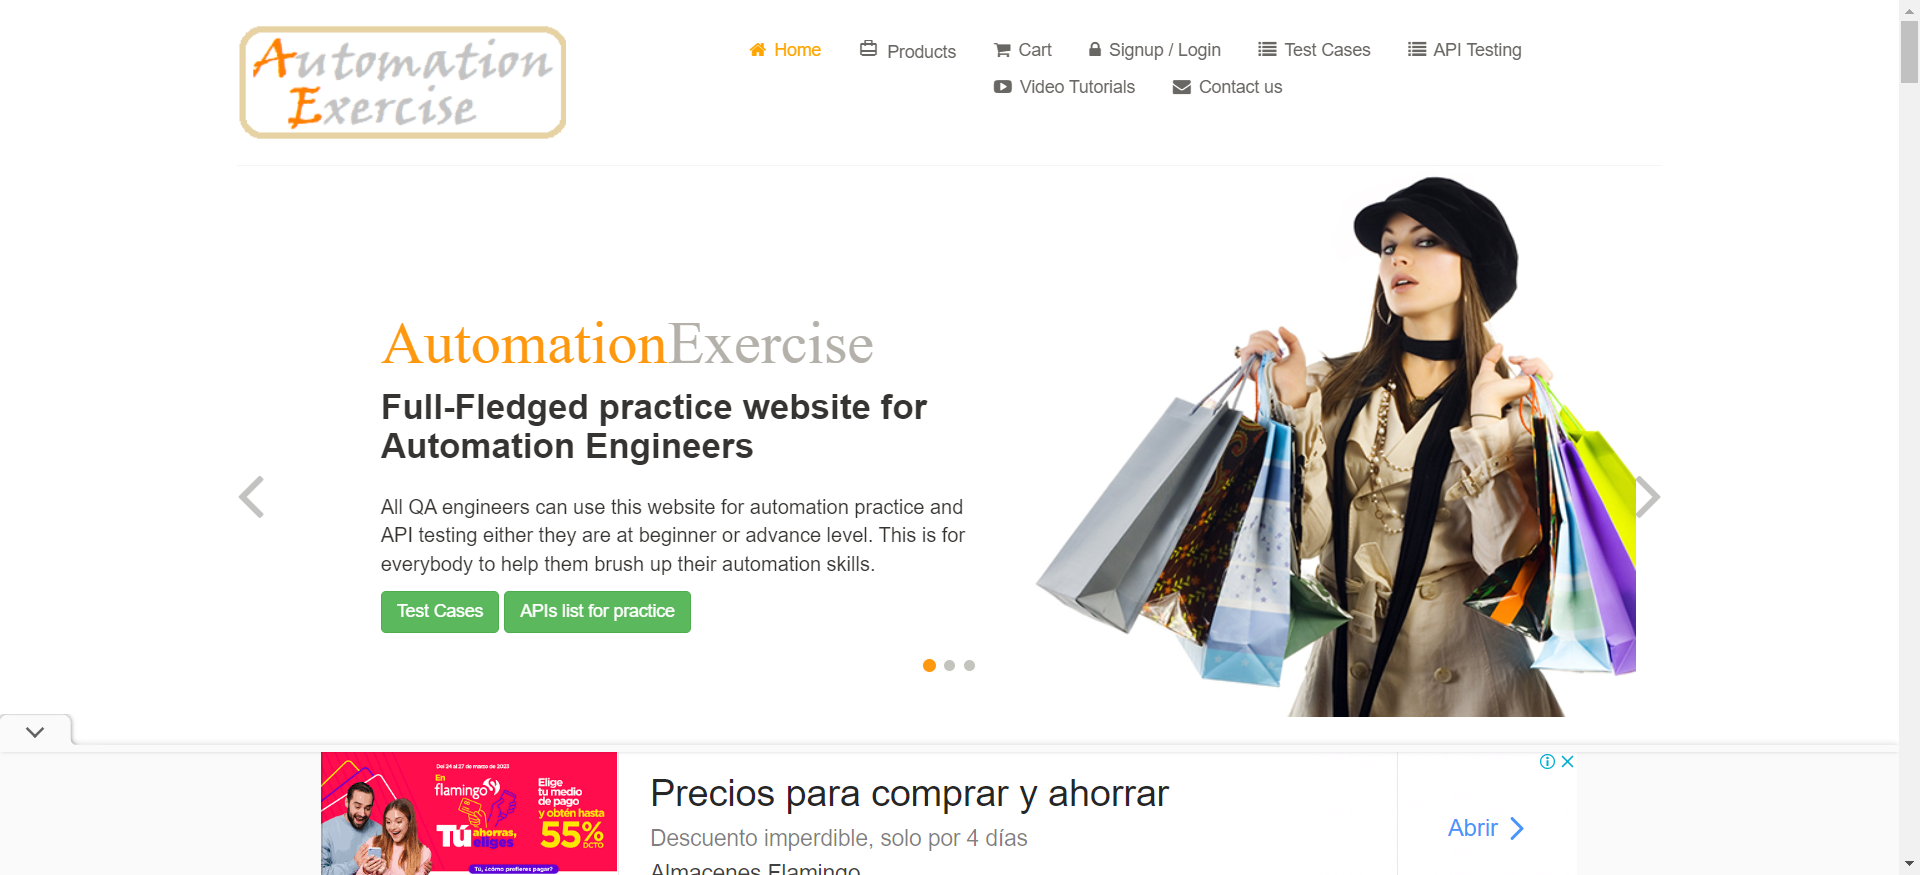 Automation
Exercise
Home
Products
Cart
Signup / Login
Test Cases
API Testing
Video Tutorials
Contact us
AutomationExercise
Full-Fledged practice website for
Automation Engineers
All QA engineers can use this website for automation practice and
API testing either they are at beginner or advance level. This is for
everybody to help them brush up their automation skills.
Test Cases
APIs list for practice
Del 24 al 27 de marzo de 2023
En
flamingo
Tú ahorras,
eliges
Elige
tu medio
de pago
y obtén hasta
55%
DCTO
Tú, ¿cómo prefieres pagar?
Precios para comprar y ahorrar
Descuento imperdible, solo por 4 días
Almacenes Flamingo
Abrir